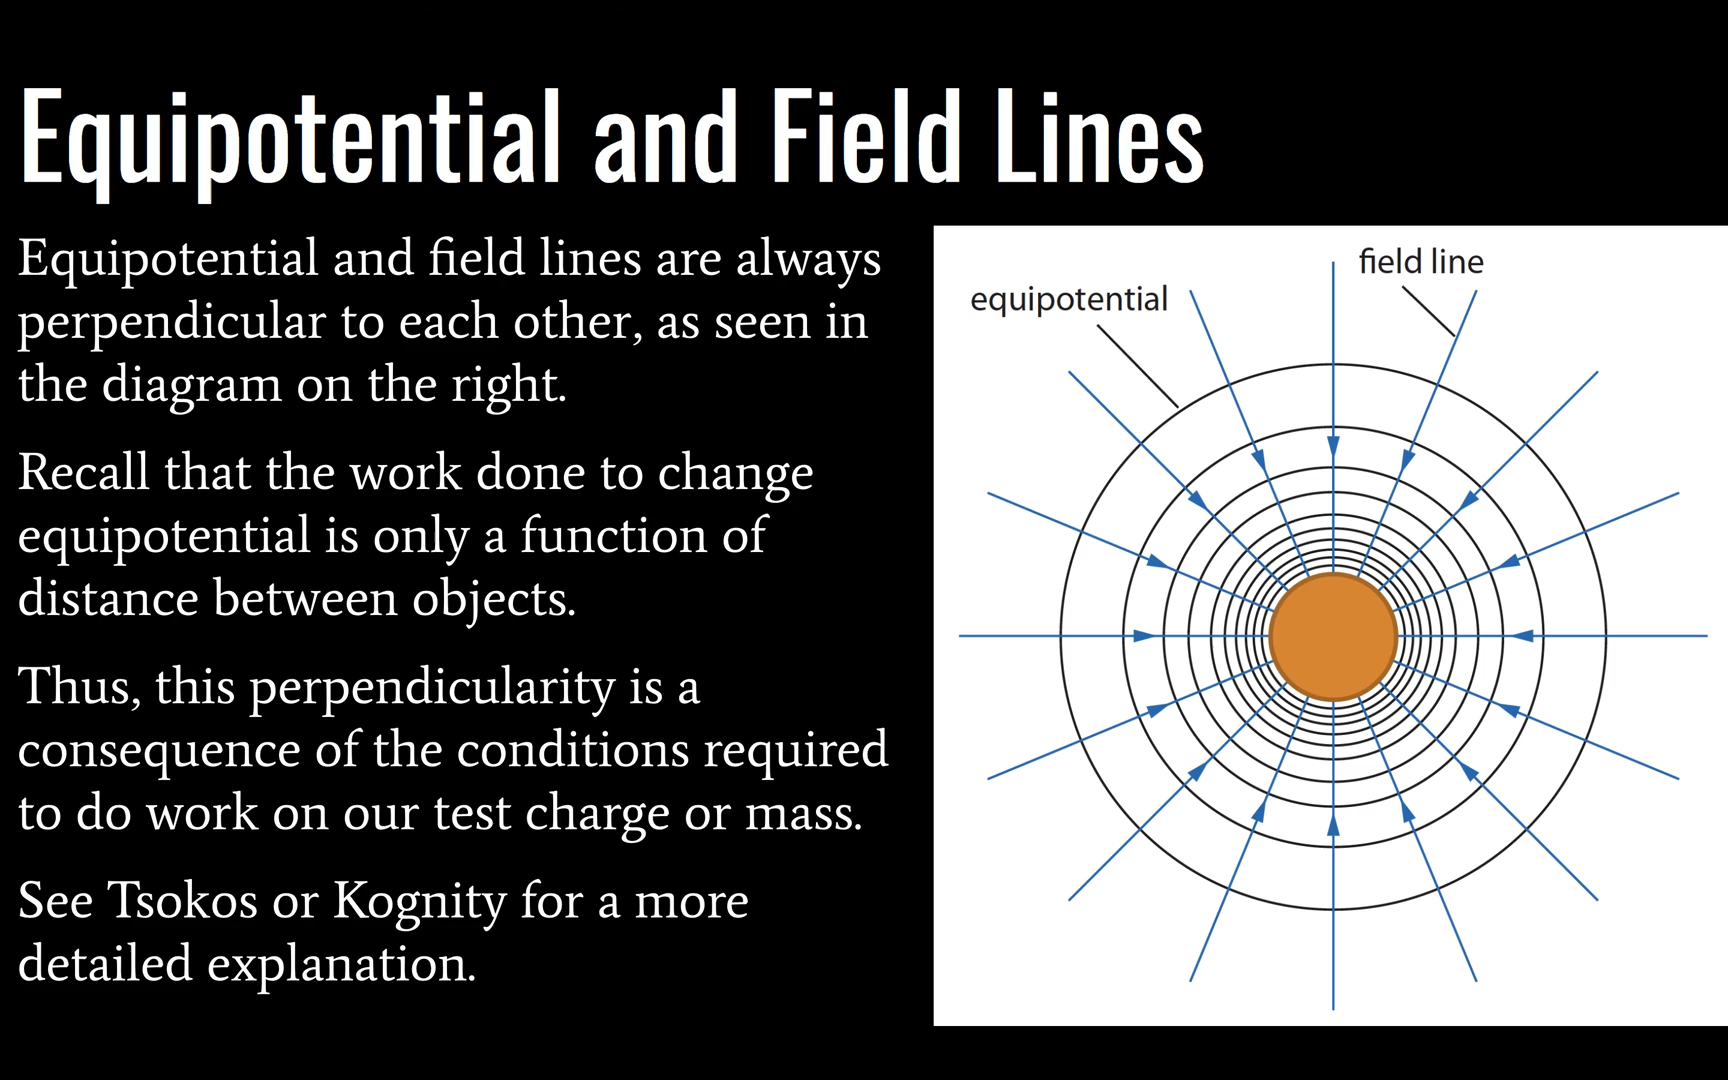 Equipotential and Field Lines
Equipotential and field lines are always
perpendicular to each other, as seen in
the diagram on the right.
Recall that the work done to change
equipotential is only a function of
distance between objects.
Thus, this perpendicularity is a
consequence of the conditions required
to do work on our test charge or mass.
See Tsokos or Kognity for a more
detailed explanation.
field line
equipotential